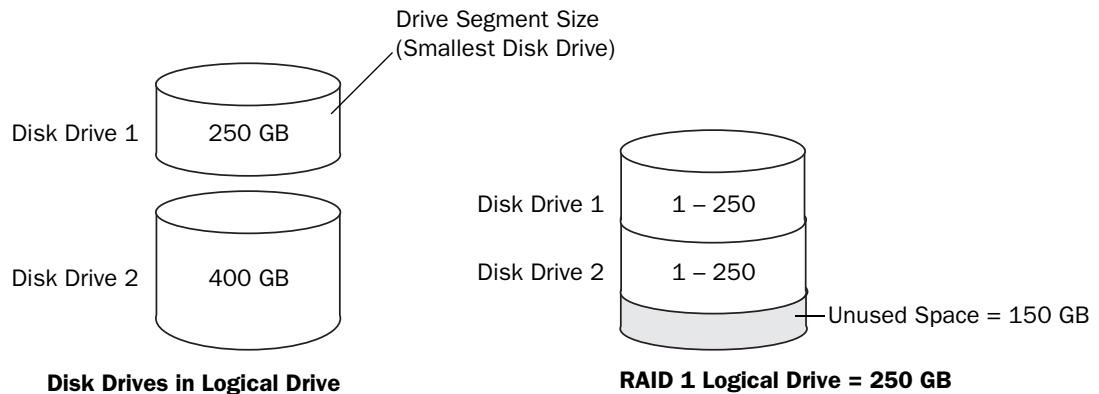 Drive Segment Size
(Smallest Disk Drive)
Disk Drive 1
250 GB
Disk Drive 2
400 GB
Disk Drives in Logical Drive
Disk Drive 1
1 – 250
Disk Drive 2
1 – 250
Unused Space = 150 GB
RAID 1 Logical Drive = 250 GB